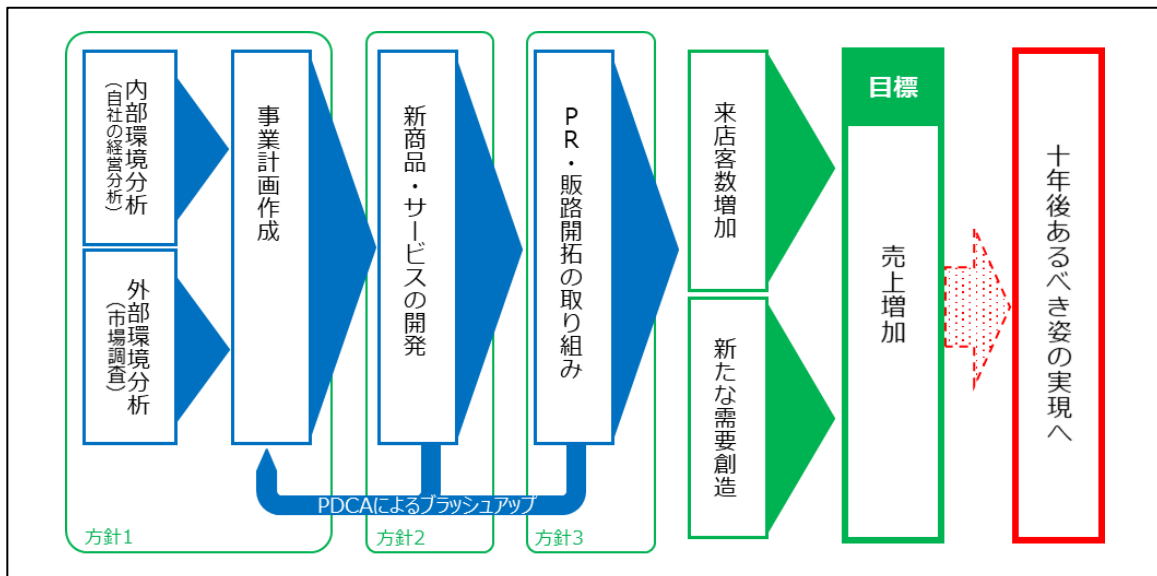 内部環境分析
(自社の経営分析)
外部環境分析
(市場調査)
事業計画作成
方針1
新商品・サービスの開発
方針2
PR・販路開拓の取り組み
方針3
PDCAによるブラッシュアップ
来店客数増加
新たな需要創造
目標
売上増加
十年後あるべき姿の実現へ